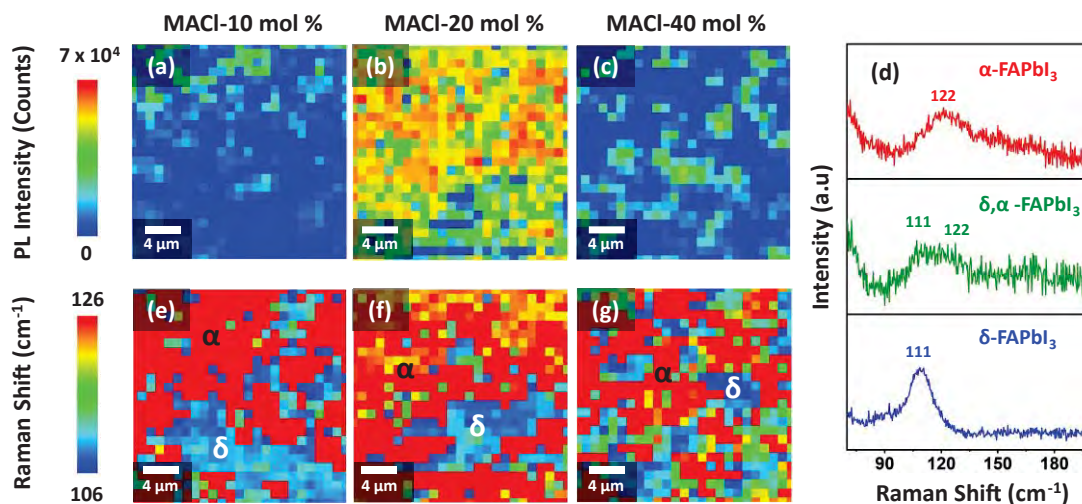 MACl-10 mol %
MACl-20 mol %
MACl-40 mol %
7 x 10⁴
PL Intensity (Counts)
0
(a)
4 μm
(b)
4 μm
(c)
4 μm
126
Raman Shift (cm⁻¹)
106
(e)
α
δ
4 μm
(f)
α
δ
4 μm
(g)
α
δ
4 μm
(d)
Intensity (a.u)
α-FAPbI₃
122
δ,α -FAPbI₃
111
122
δ-FAPbI₃
111
90
120
150
180
Raman Shift (cm⁻¹)